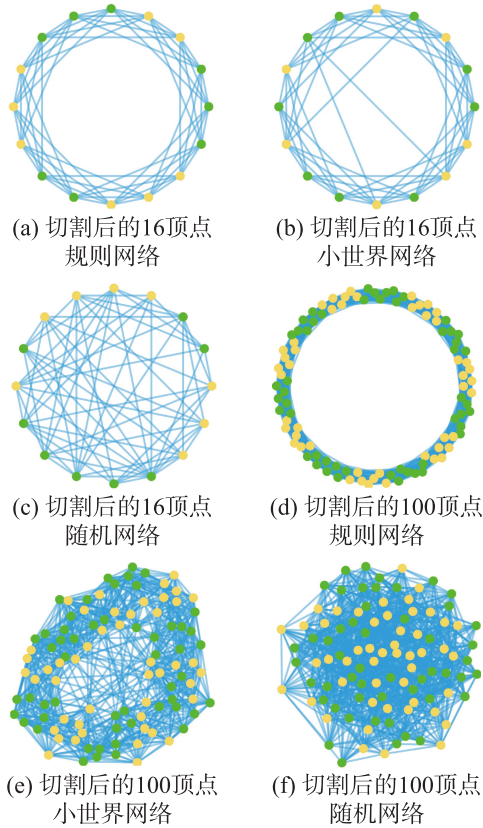 (a) 切割后的16顶点
规则网络
(b) 切割后的16顶点
小世界网络
(c) 切割后的16顶点
随机网络
(d) 切割后的100顶点
规则网络
(e) 切割后的100顶点
小世界网络
(f) 切割后的100顶点
随机网络